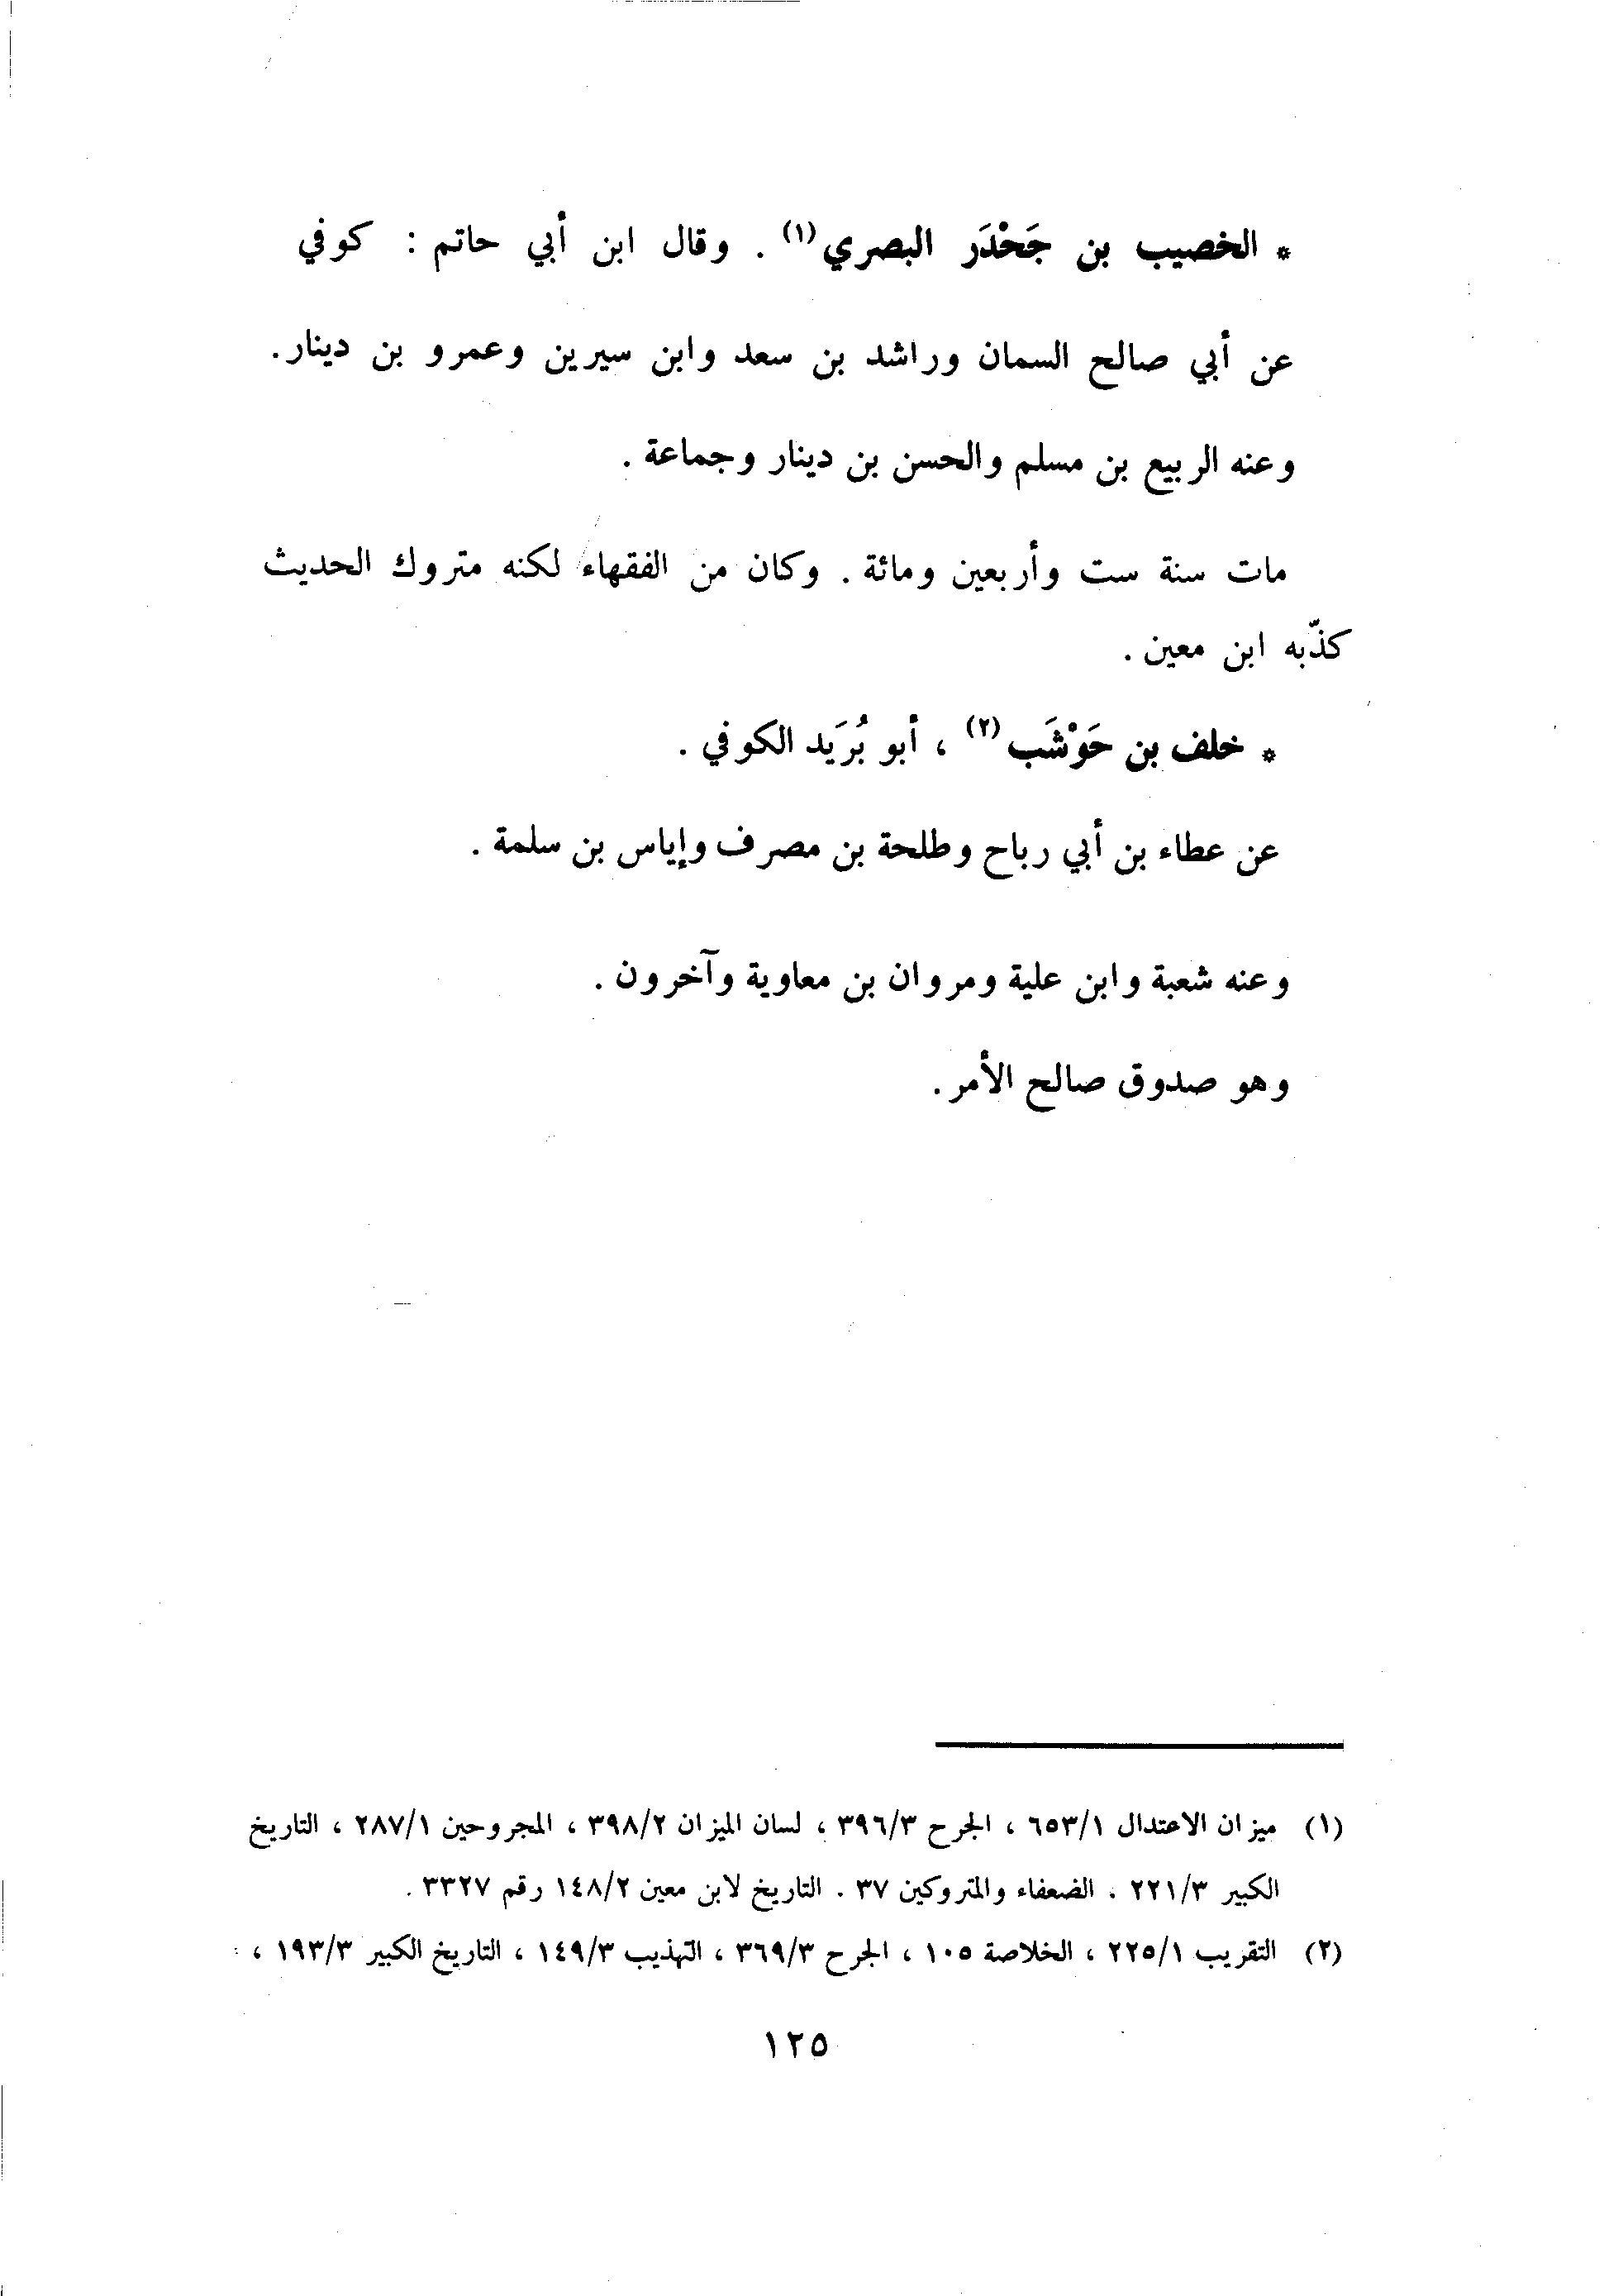 * الخصيب بن جَحْدَر البصري(١) . وقال ابن أبي حاتم : كوفي
عن أبي صالح السمان وراشد بن سعد وابن سيرين وعمرو بن دينار.
وعنه الربيع بن مسلم والحسن بن دينار وجماعة .
مات سنة ست وأربعين ومائة . وكان من الفقهاء لكنه متروك الحديث
كذّبه ابن معين .
* خلف بن حَوْشَب(٢) ، أبو بُرَيد الكوفي .
عن عطاء بن أبي رباح وطلحة بن مصرف وإياس بن سلمة .
وعنه شعبة وابن علية ومروان بن معاوية وآخرون .
وهو صدوق صالح الأمر .
(١) ميزان الاعتدال ٦٥٣/١ ، الجرح ٣٩٦/٣ ، لسان الميزان ٣٩٨/٢ ، المجروحين ٢٨٧/١ ، التاريخ
الكبير ٢٢١/٣ . الضعفاء والمتروكين ٣٧ . التاريخ لابن معين ١٤٨/٢ رقم ٣٣٢٧ .
(٢) التقريب ٢٢٥/١ ، الخلاصة ١٠٥ ، الجرح ٣٦٩/٣ ، التهذيب ١٤٩/٣ ، التاريخ الكبير ١٩٣/٣ ،
١٢٥